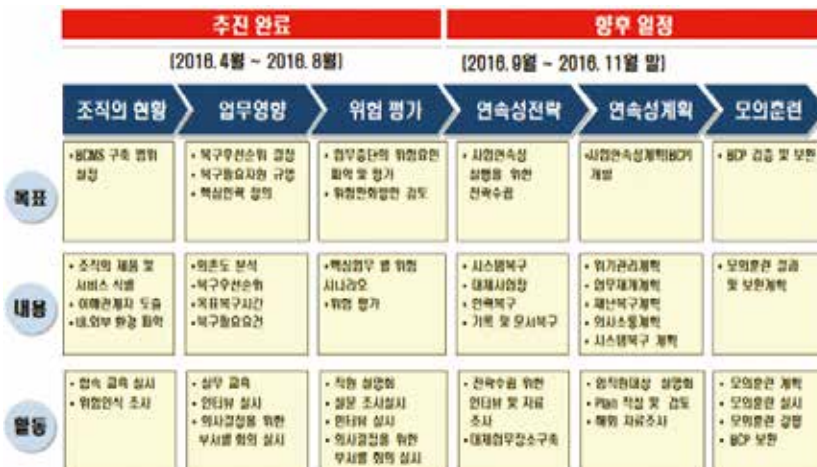 추진 완료
향후 일정
(2016. 4월 ~ 2016. 8월)
(2016. 9월 ~ 2016. 11월 말)
조직의 현황
업무영향
위험 평가
연속성전략
연속성계획
모의훈련
목표
• BCMS 구축 범위
설정
• 복구우선순위 결정
• 복구필요자원 규명
• 핵심인력 정의
• 업무중단의 위험요인
파악 및 평가
• 위험완화방안 검토
• 사업연속성
실행을 위한
전략수립
•사업연속성계획(BCP)
개발
• BCP 검증 및 보완
내용
• 조직의 제품 및
서비스 식별
• 이해관계자 도출
•내.외부 환경 파악
•의존도 분석
•복구우선순위
•목표복구시간
•복구필요요건
•핵심업무 별 위험
시나리오
•위험 평가
• 시스템복구
• 대체사업장
• 인력복구
• 기록 및 문서복구
• 위기관리계획
• 업무재개계획
• 재난복구계획
• 의사소통계획
• 시스템복구 계획
• 모의훈련 결과
및 보완계획
활동
• 합숙 교육 실시
• 위험인식 조사
• 실무 교육
• 인터뷰 실시
• 의사결정을 위한
부서별 회의 실시
• 직원 설명회
• 설문 조사실시
• 인터뷰 실시
• 의사결정을 위한
부서별 회의 실시
• 전략수립 위한
인터뷰 및 자료
조사
•대체업무장소구축
• 임직원대상 설명회
• Plan 작성 및 검토
• 해외 자료조사
• 모의훈련 계획
• 모의훈련 실시
• 모의훈련 강평
• BCP 보완